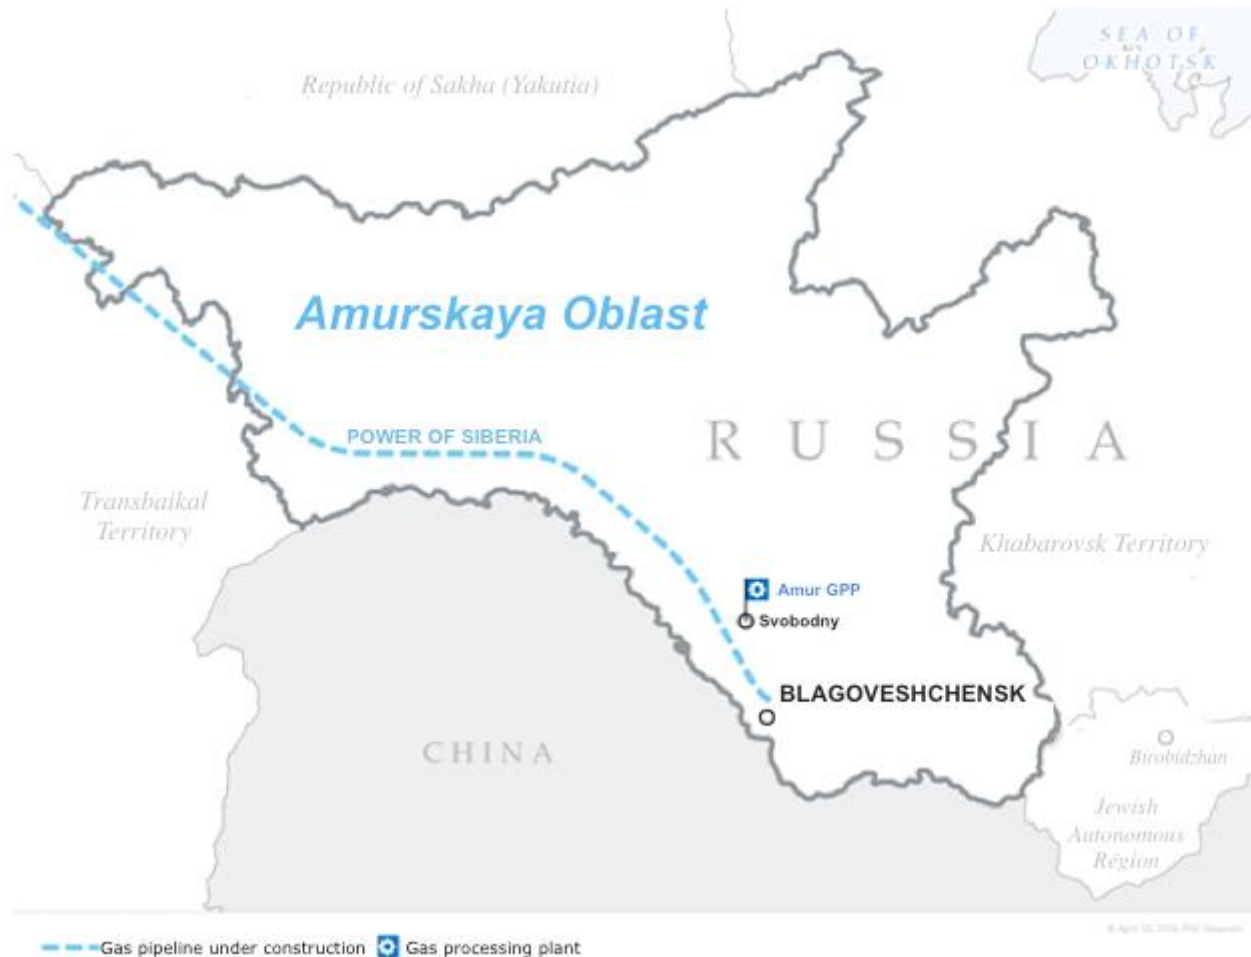 SEA OF
OKHOTSK
Republic of Sakha (Yakutia)
Amurskaya Oblast
POWER OF SIBERIA
RUSSIA
Transbaikal
Territory
Khabarovsk Territory
Amur GPP
Svobodny
BLAGOVESHCHENSK
CHINA
Birobidzhan
Jewish
Autonomous
Région
Gas pipeline under construction
Gas processing plant